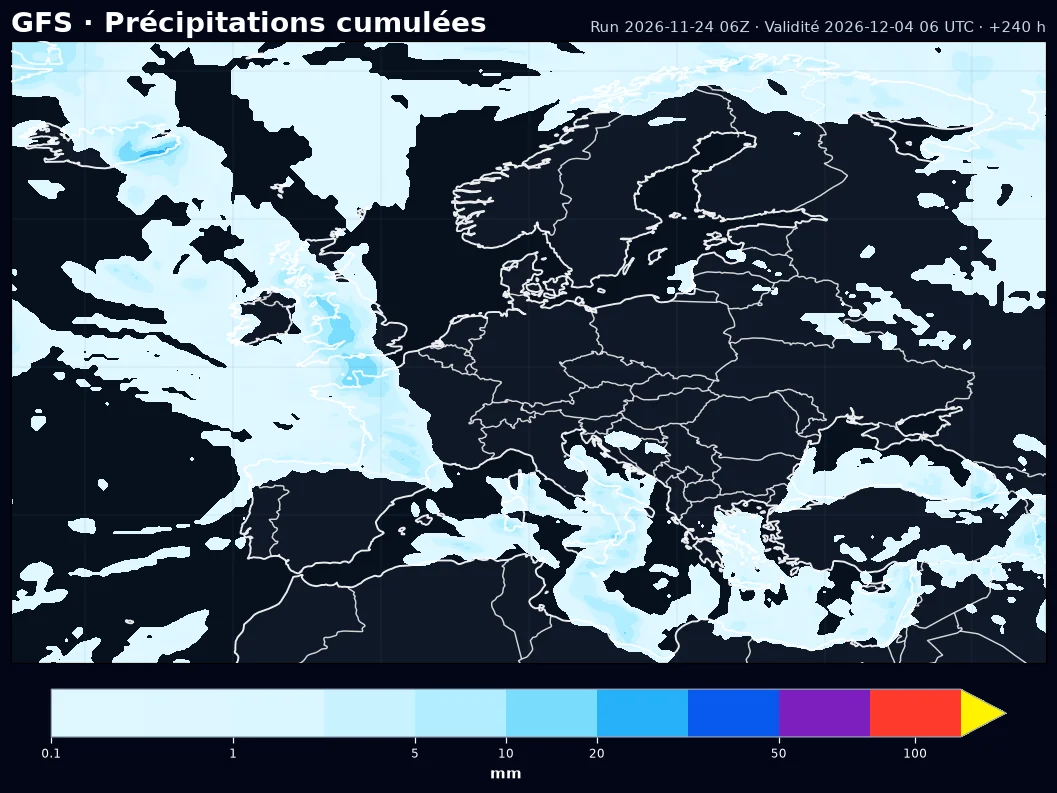 GFS · Précipitations cumulées
Run 2026-11-24 06Z · Validité 2026-12-04 06 UTC · +240 h
0.1 1 5 10 20 50 100
mm